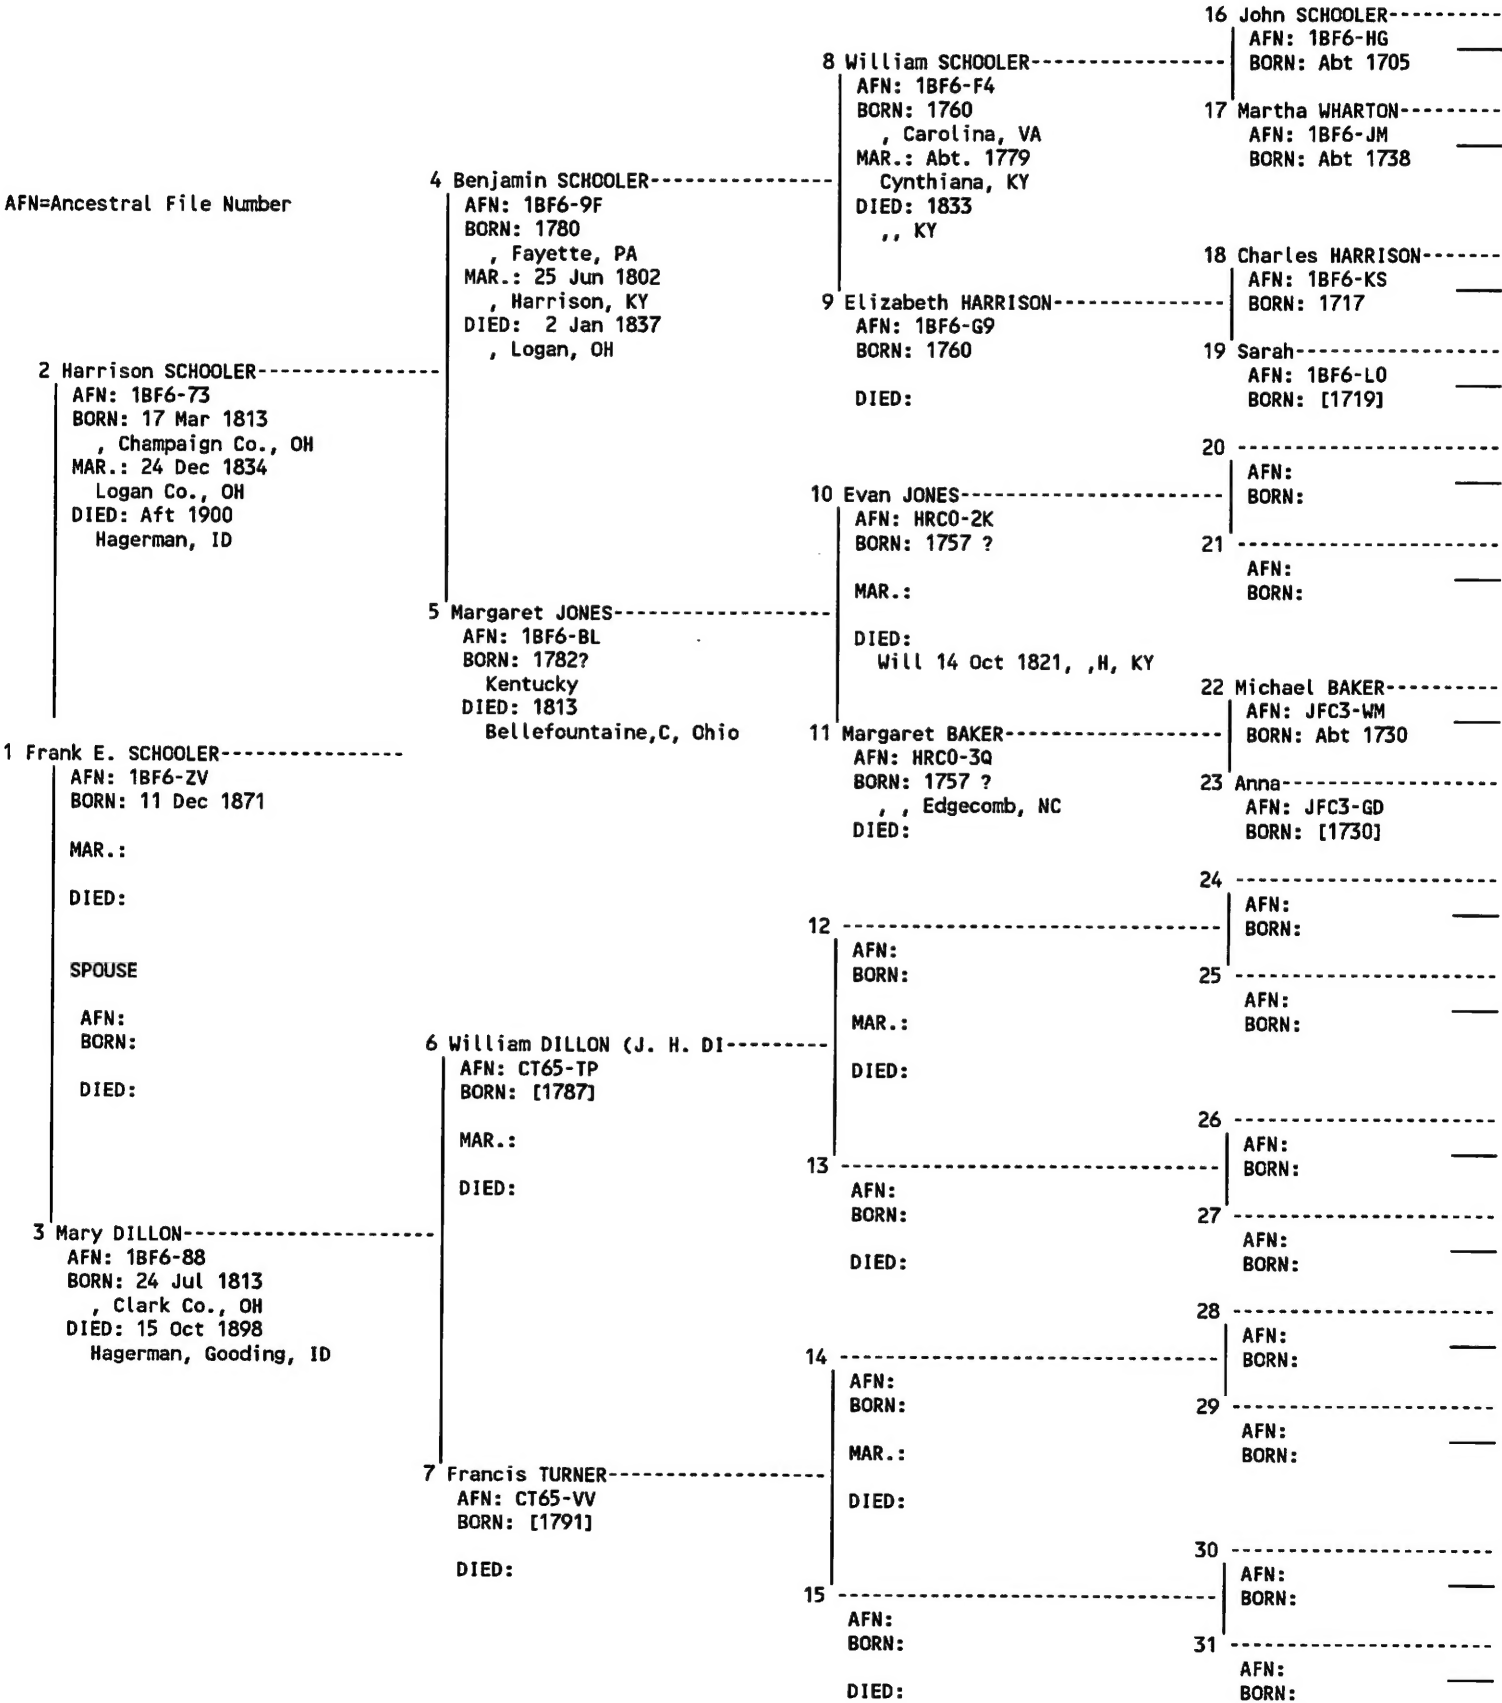 AFN=Ancestral File Number
1 Frank E. SCHOOLER
AFN: 1BF6-ZV
BORN: 11 Dec 1871
MAR.:
DIED:
SPOUSE
AFN:
BORN:
DIED:
2 Harrison SCHOOLER
AFN: 1BF6-73
BORN: 17 Mar 1813
, Champaign Co., OH
MAR.: 24 Dec 1834
Logan Co., OH
DIED: Aft 1900
Hagerman, ID
3 Mary DILLON
AFN: 1BF6-88
BORN: 24 Jul 1813
, Clark Co., OH
DIED: 15 Oct 1898
Hagerman, Gooding, ID
4 Benjamin SCHOOLER
AFN: 1BF6-9F
BORN: 1780
, Fayette, PA
MAR.: 25 Jun 1802
, Harrison, KY
DIED: 2 Jan 1837
, Logan, OH
5 Margaret JONES
AFN: 1BF6-BL
BORN: 1782?
Kentucky
DIED: 1813
Bellefountaine,C, Ohio
6 William DILLON (J. H. DI
AFN: CT65-TP
BORN: [1787]
MAR.:
DIED:
7 Francis TURNER
AFN: CT65-VV
BORN: [1791]
DIED:
8 William SCHOOLER
AFN: 1BF6-F4
BORN: 1760
, Carolina, VA
MAR.: Abt. 1779
Cynthiana, KY
DIED: 1833
,, KY
9 Elizabeth HARRISON
AFN: 1BF6-G9
BORN: 1760
DIED:
10 Evan JONES
AFN: HRC0-2K
BORN: 1757 ?
MAR.:
DIED:
Will 14 Oct 1821, ,H, KY
11 Margaret BAKER
AFN: HRC0-3Q
BORN: 1757 ?
, , Edgecomb, NC
DIED:
12
AFN:
BORN:
MAR.:
DIED:
13
AFN:
BORN:
DIED:
14
AFN:
BORN:
MAR.:
DIED:
15
AFN:
BORN:
DIED:
16 John SCHOOLER
AFN: 1BF6-HG
BORN: Abt 1705
17 Martha WHARTON
AFN: 1BF6-JM
BORN: Abt 1738
18 Charles HARRISON
AFN: 1BF6-KS
BORN: 1717
19 Sarah
AFN: 1BF6-L0
BORN: [1719]
20
AFN:
BORN:
21
AFN:
BORN:
22 Michael BAKER
AFN: JFC3-WM
BORN: Abt 1730
23 Anna
AFN: JFC3-GD
BORN: [1730]
24
AFN:
BORN:
25
AFN:
BORN:
26
AFN:
BORN:
27
AFN:
BORN:
28
AFN:
BORN:
29
AFN:
BORN:
30
AFN:
BORN:
31
AFN:
BORN: